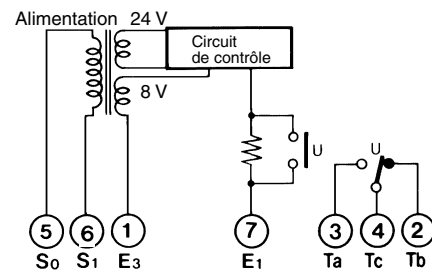 Alimentation 24 V
Circuit
de contrôle
8 V
U
U
5 6 1 7 3 4 2
S0 S1 E3 E1 Ta Tc Tb